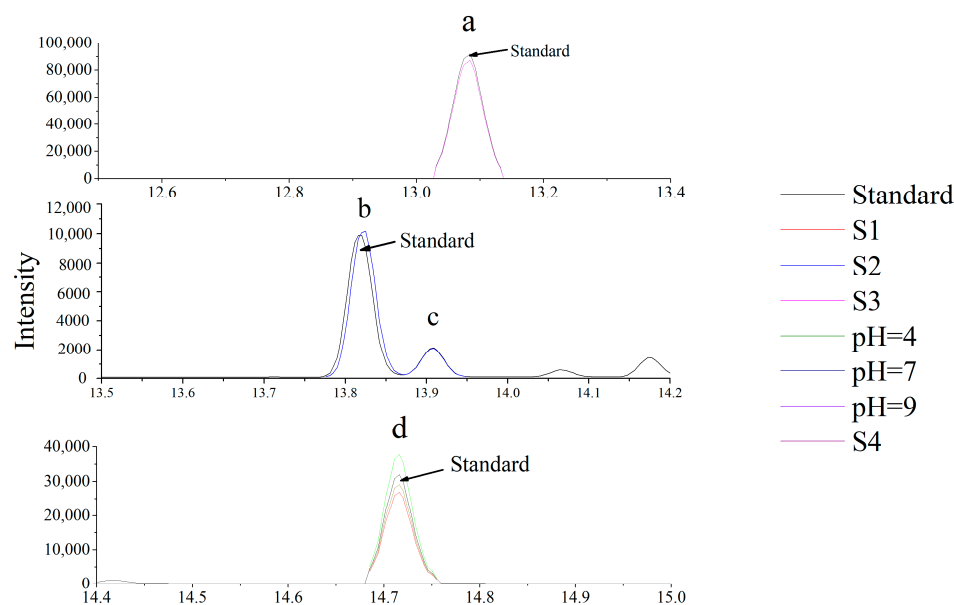 a
100,000
Standard
80,000
60,000
40,000
20,000
0
12.6 12.8 13.0 13.2 13.4
b
12,000
10,000
Standard
8000
6000
c
4000
2000
0
13.5 13.6 13.7 13.8 13.9 14.0 14.1 14.2
Intensity
d
40,000
Standard
30,000
20,000
10,000
0
14.4 14.5 14.6 14.7 14.8 14.9 15.0
Standard
S1
S2
S3
pH=4
pH=7
pH=9
S4